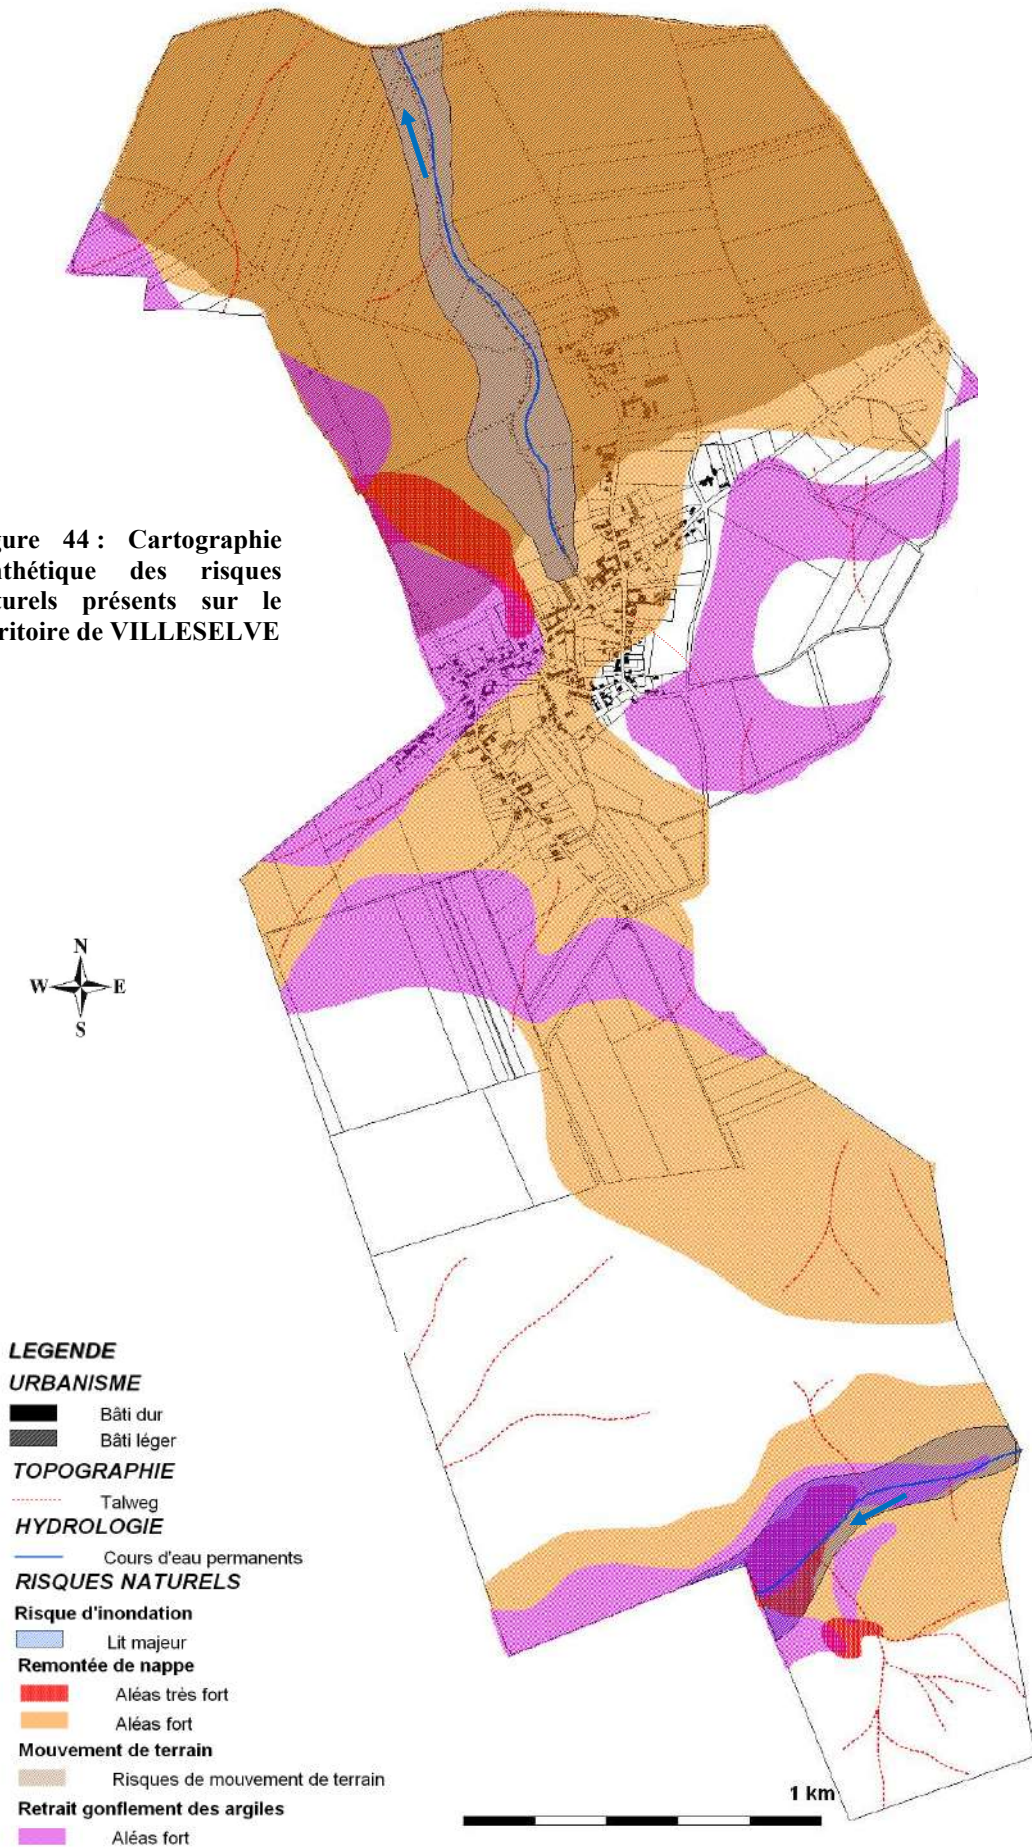 gure 44 : Cartographie
nthétique des risques
turels présents sur le
ritoire de VILLESELVE
N
W E
S
LEGENDE
URBANISME
Bâti dur
Bâti léger
TOPOGRAPHIE
Talweg
HYDROLOGIE
Cours d'eau permanents
RISQUES NATURELS
Risque d'inondation
Lit majeur
Remontée de nappe
Aléas très fort
Aléas fort
Mouvement de terrain
Risques de mouvement de terrain
Retrait gonflement des argiles
Aléas fort
1 km